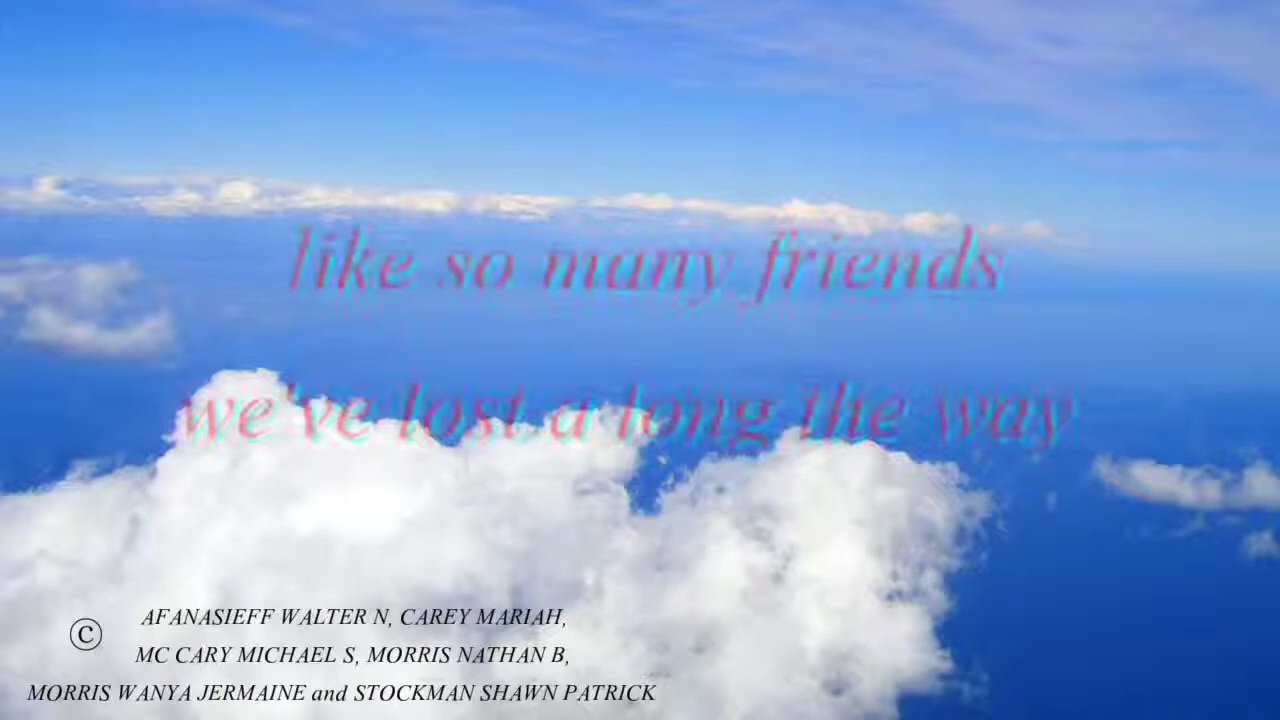 like so many friends
we've lost a long the way
© AFANASIEFF WALTER N, CAREY MARIAH,
MC CARY MICHAEL S, MORRIS NATHAN B,
MORRIS WANYA JERMAINE and STOCKMAN SHAWN PATRICK